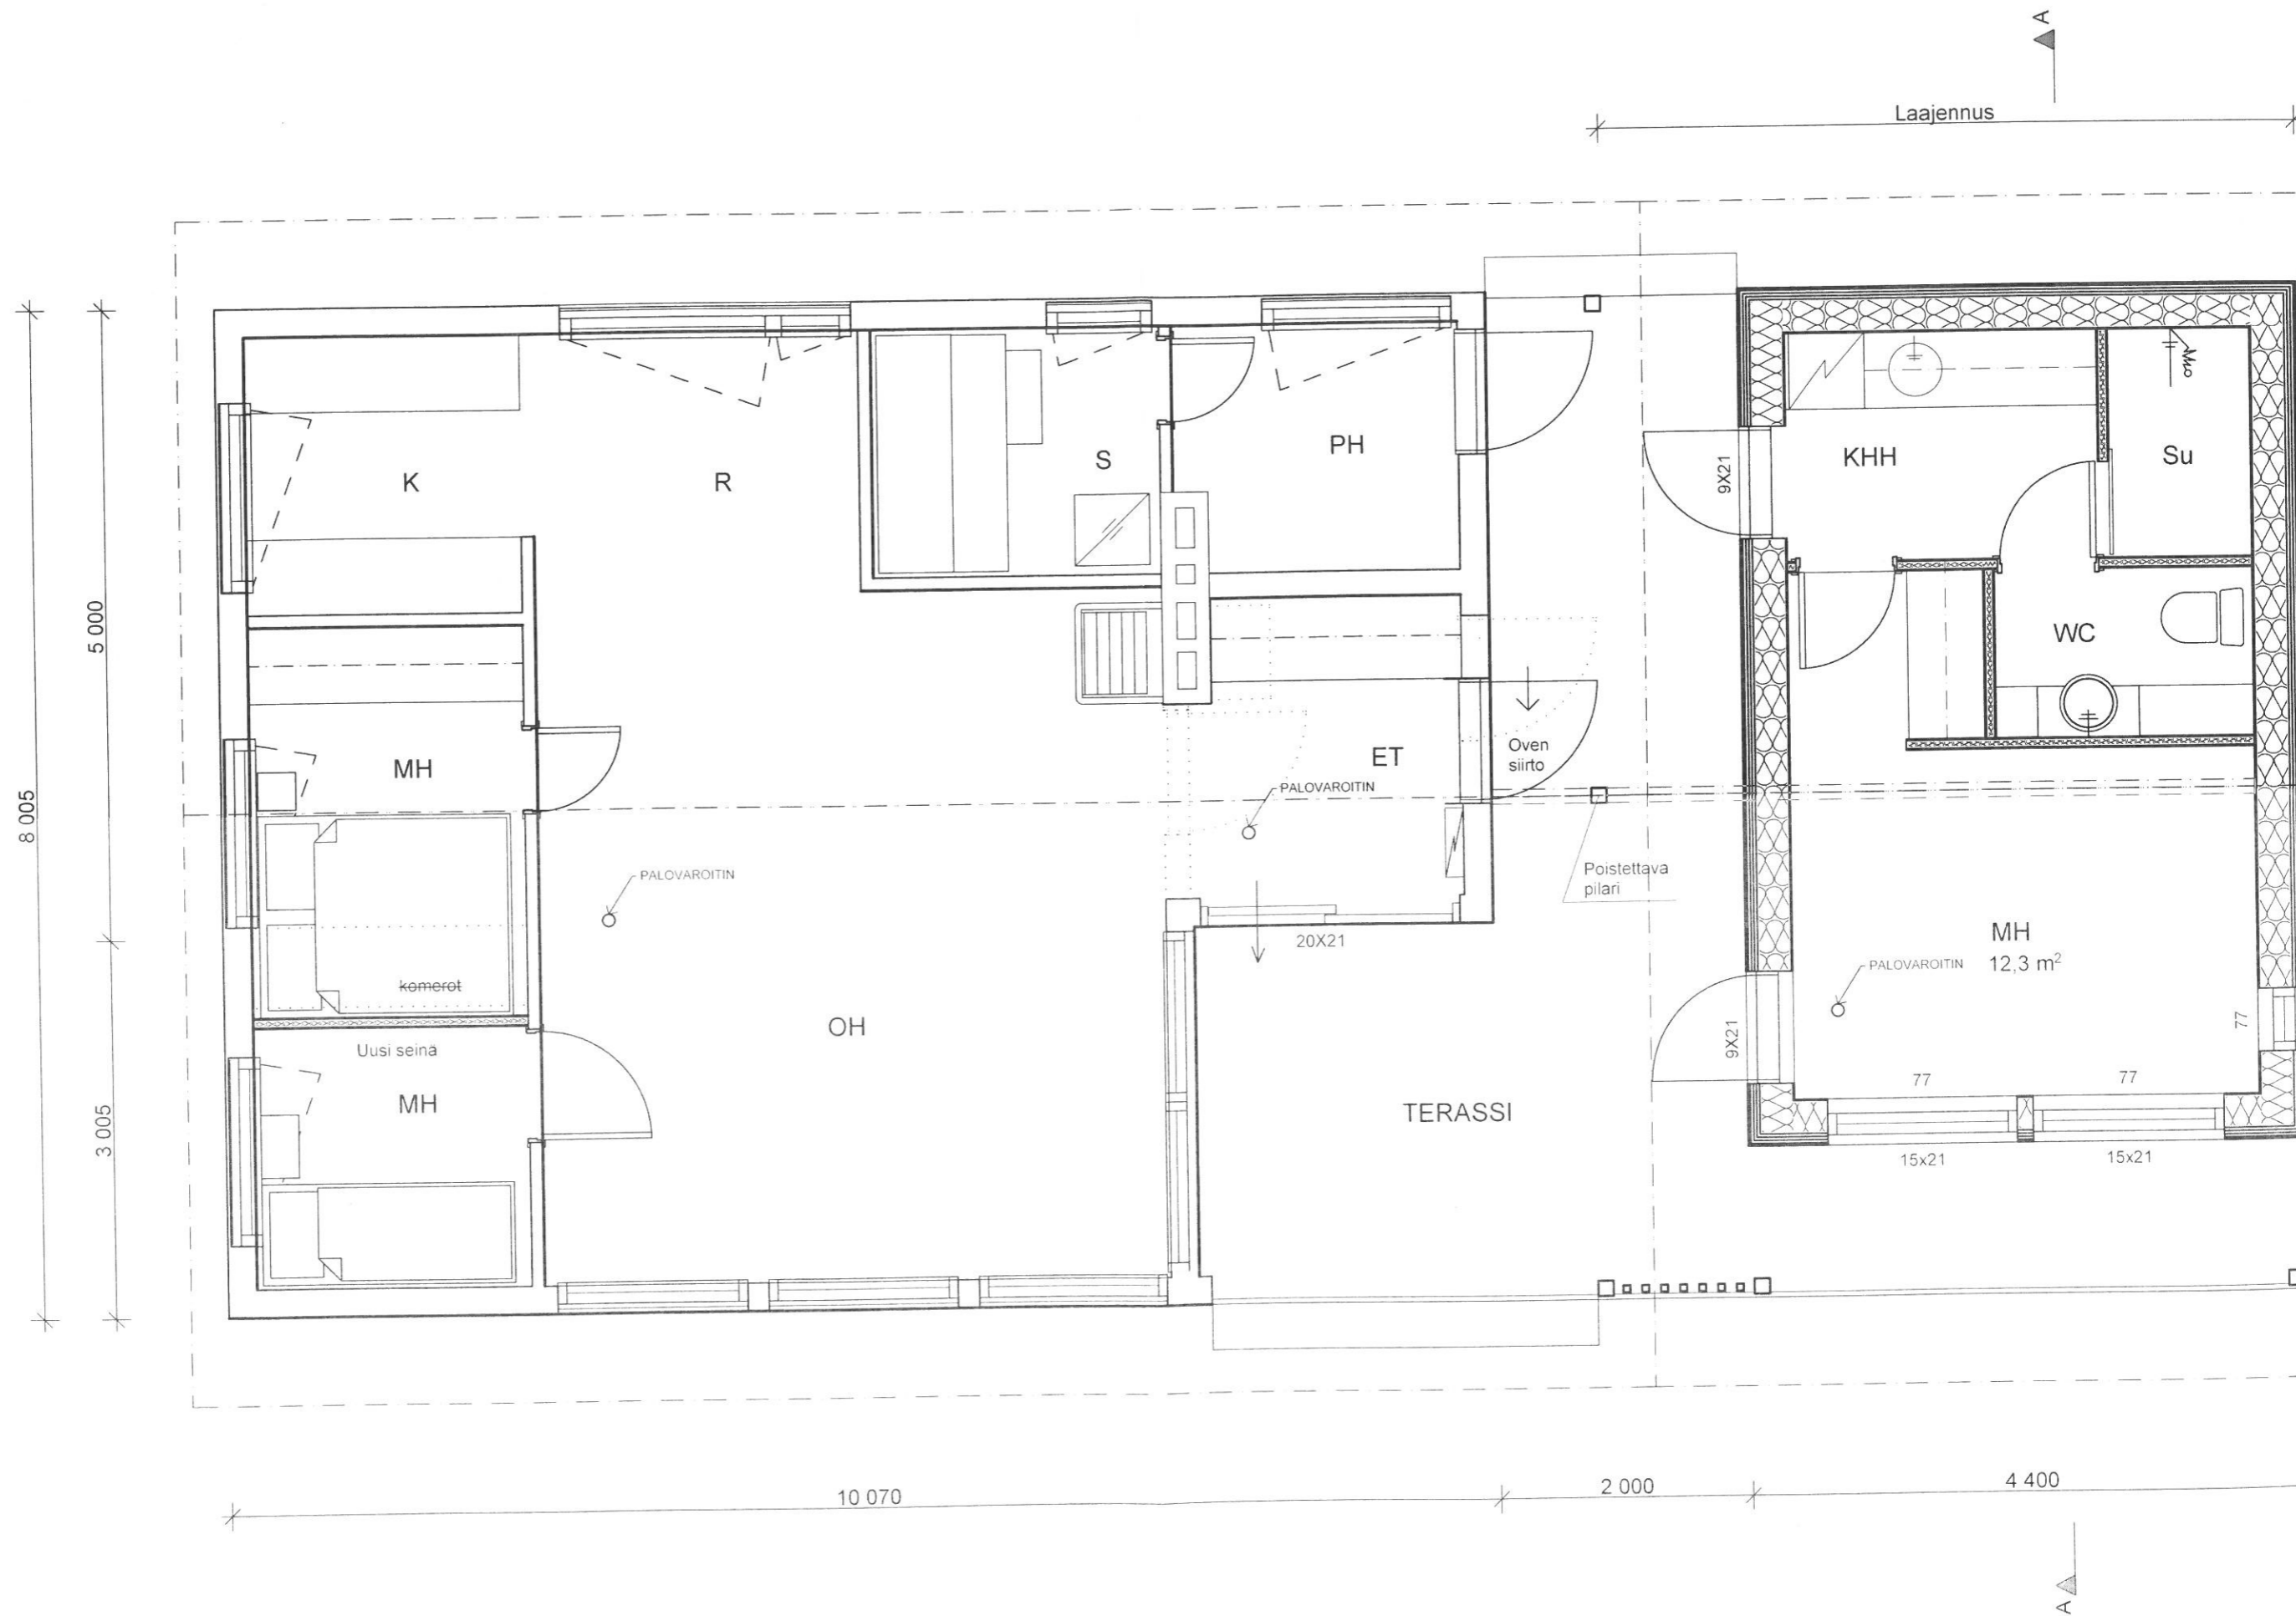 A
Laajennus
K
R
S
PH
9X21
KHH
Su
5 000
8 005
WC
MH
ET
Oven
siirto
PALOVAROITIN
PALOVAROITIN
Poistettava
pilari
20X21
MH
12,3 m²
PALOVAROITIN
komerot
OH
9X21
77
Uusi seinä
MH
3 005
TERASSI
77
77
15x21
15x21
10 070
2 000
4 400
A